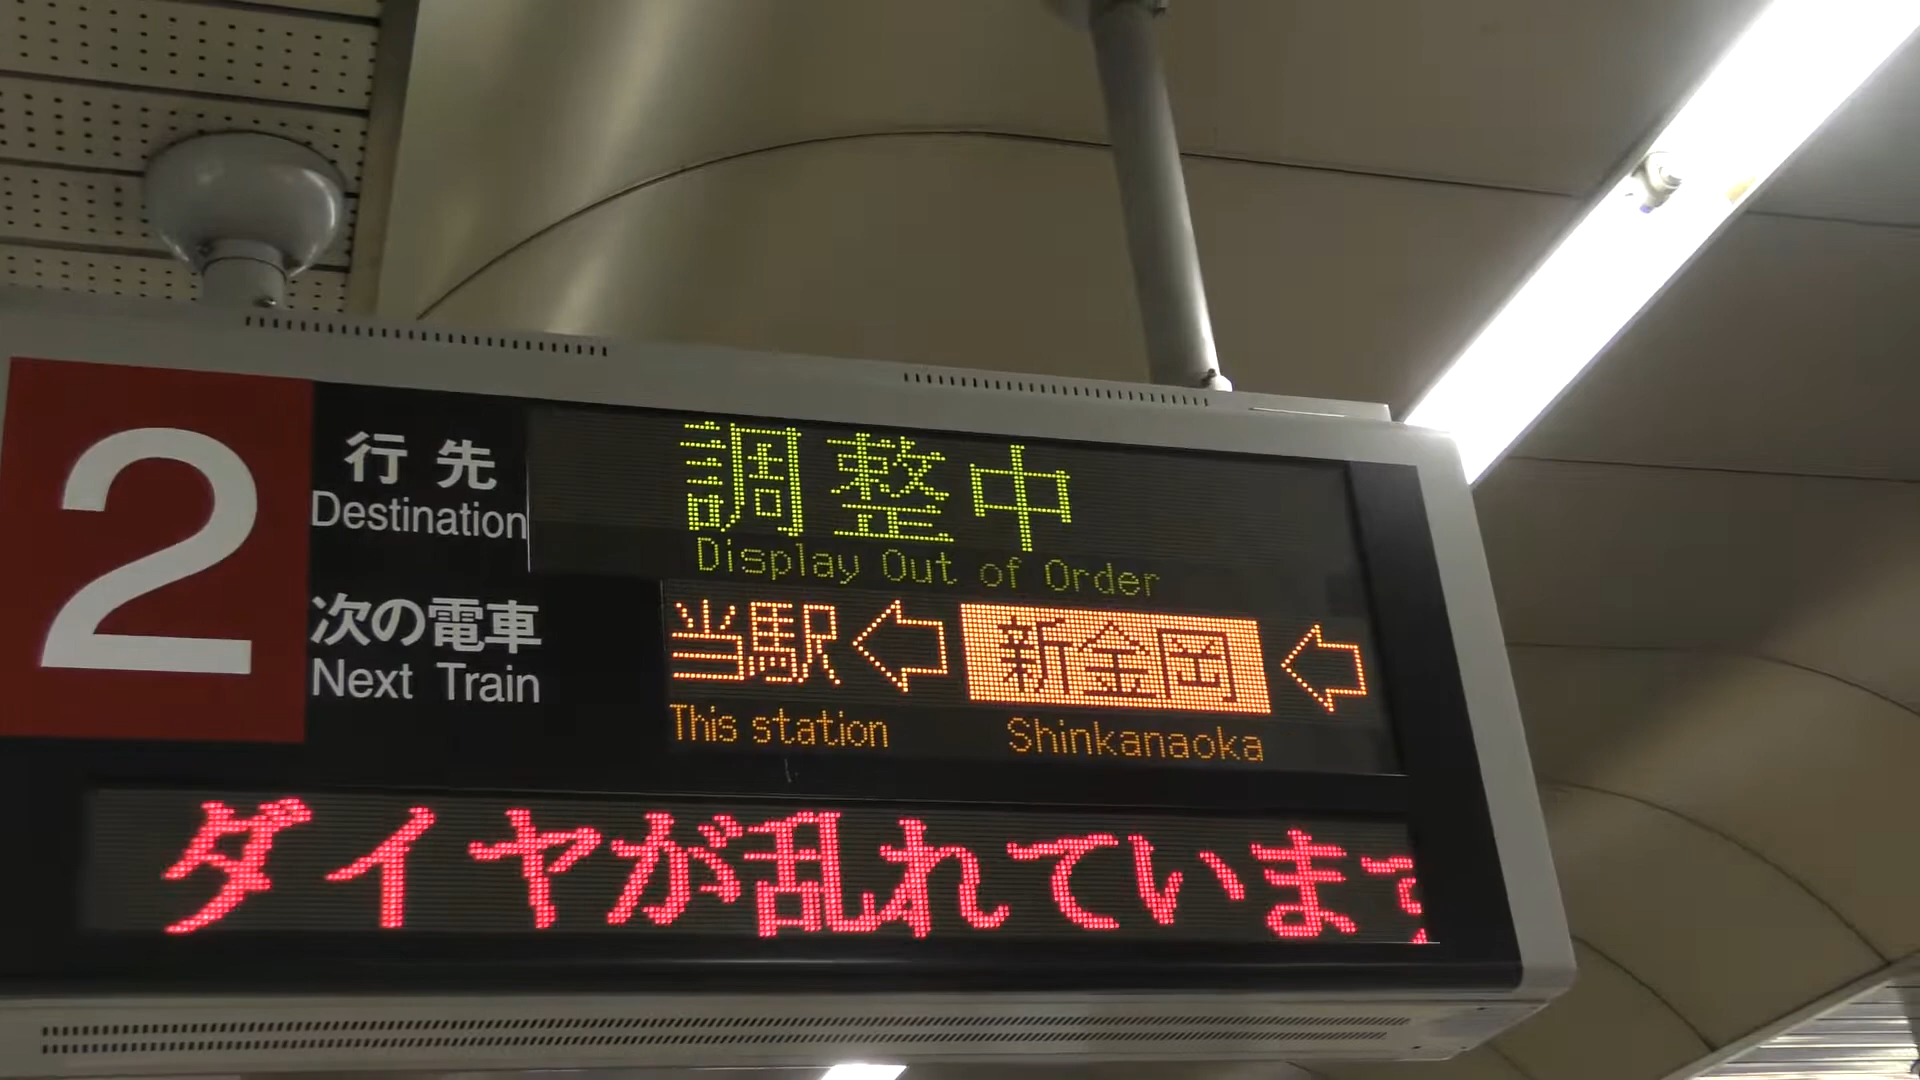 2
行先
Destination
調整中
Display Out of Order
次の電車
Next Train
当駅 ⇦ 新金岡 ⇦
This station Shinkanaoka
ダイヤが乱れています